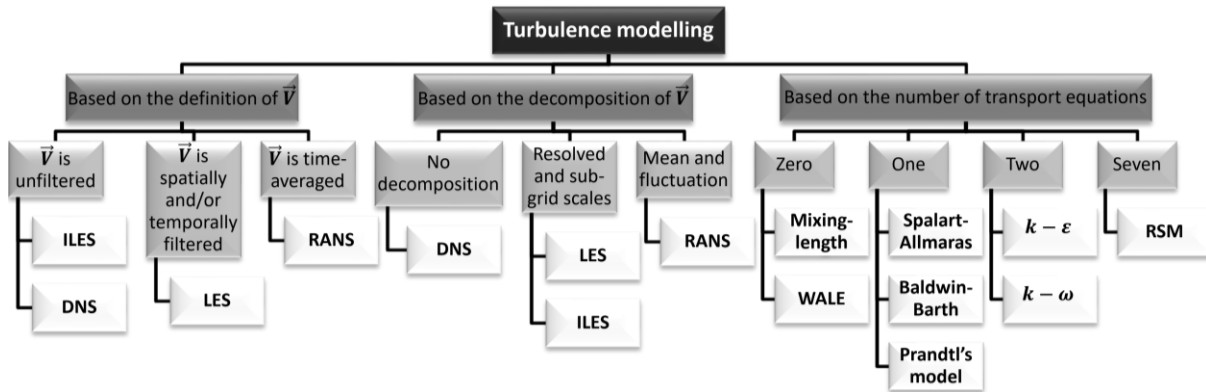 Turbulence modelling
Based on the definition of V⃗
Based on the decomposition of V⃗
Based on the number of transport equations
V⃗ is
unfiltered
ILES
DNS
V⃗ is
spatially
and/or
temporally
filtered
LES
V⃗ is time-
averaged
RANS
No
decomposition
DNS
Resolved
and sub-
grid scales
LES
ILES
Mean and
fluctuation
RANS
Zero
Mixing-
length
WALE
One
Spalart-
Allmaras
Baldwin-
Barth
Prandtl's
model
Two
k − ε
k − ω
Seven
RSM